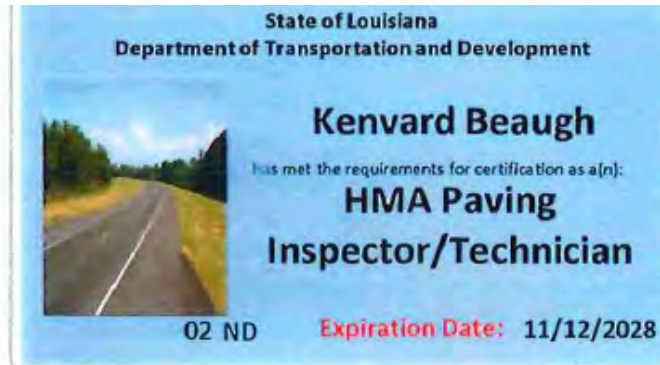 State of Louisiana
Department of Transportation and Development
Kenvard Beaugh
has met the requirements for certification as a(n):
HMA Paving
Inspector/Technician
02 ND
Expiration Date: 11/12/2028